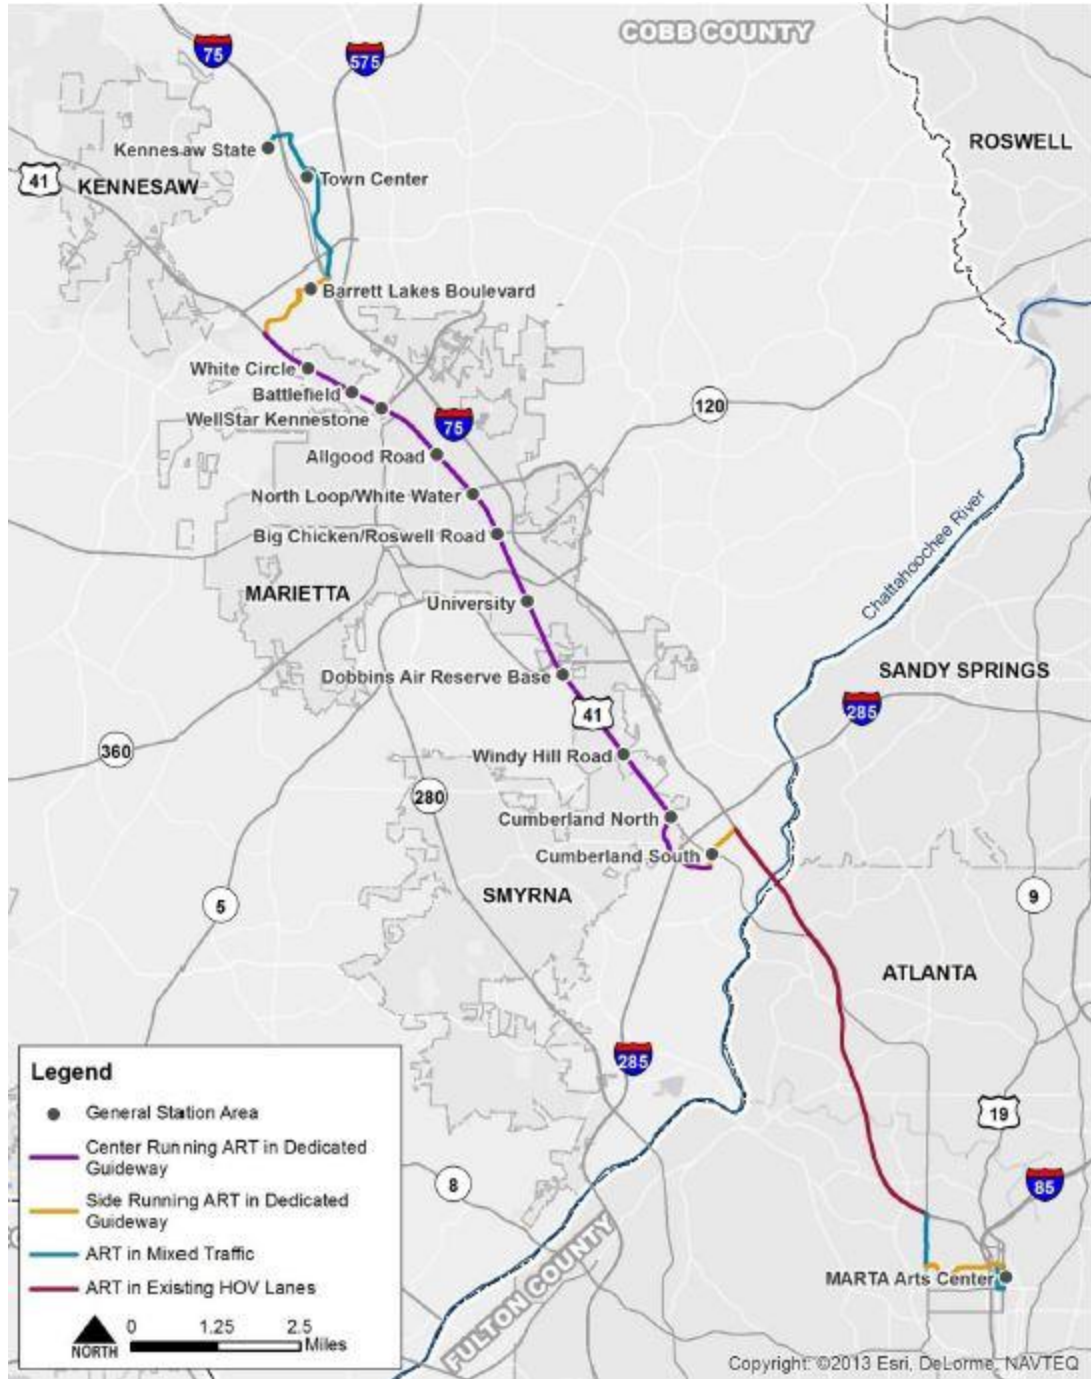 COBB COUNTY
75
575
ROSWELL
Kennesaw State
41
KENNESAW
Town Center
Barrett Lakes Boulevard
White Circle
Battlefield
WellStar Kennestone
120
75
Allgood Road
North Loop/White Water
Big Chicken/Roswell Road
Chattahoochee River
MARIETTA
University
SANDY SPRINGS
Dobbins Air Reserve Base
285
41
360
Windy Hill Road
280
Cumberland North
Cumberland South
SMYRNA
5
9
ATLANTA
285
19
8
85
MARTA Arts Center
FULTON COUNTY
Legend
General Station Area
Center Running ART in Dedicated
Guideway
Side Running ART in Dedicated
Guideway
ART in Mixed Traffic
ART in Existing HOV Lanes
NORTH
0 1.25 2.5
Miles
Copyright: ©2013 Esri, DeLorme, NAVTEQ